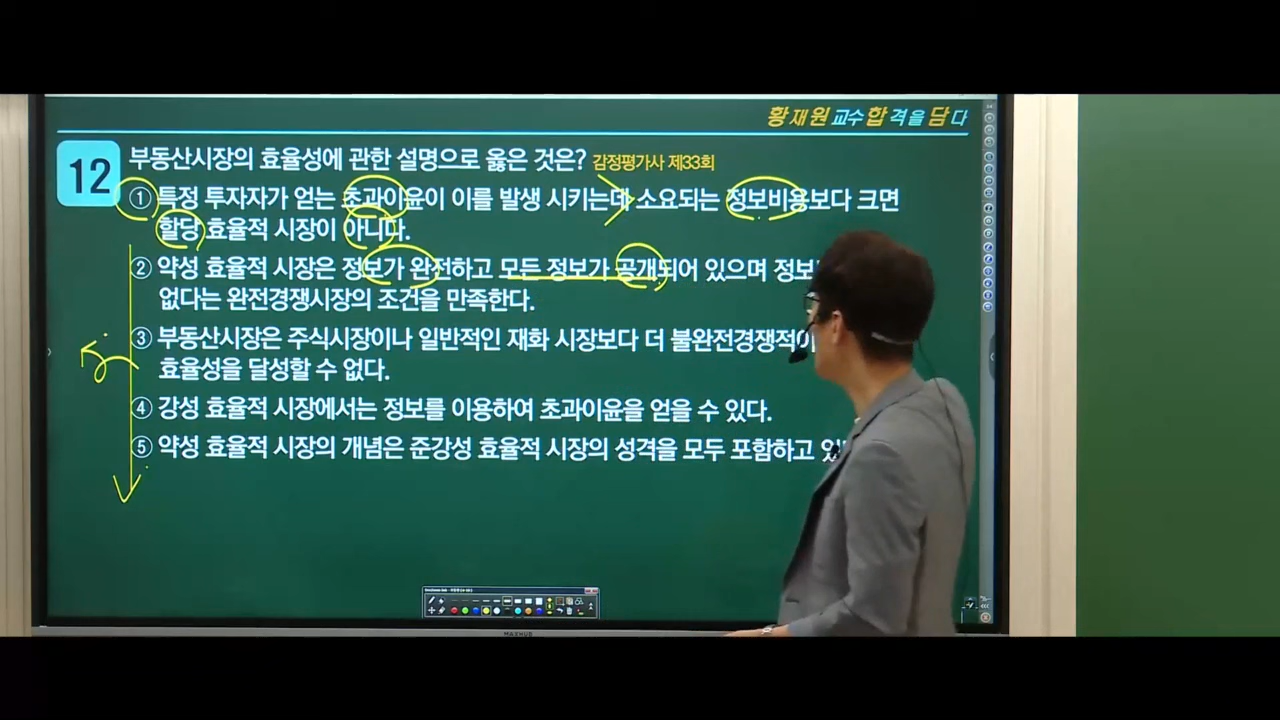 황재원교수합격을담다
12 부동산시장의 효율성에 관한 설명으로 옳은 것은? 감정평가사 제33회
① 특정 투자자가 얻는 초과이윤이 이를 발생 시키는데 소요되는 정보비용보다 크면
할당 효율적 시장이 아니다.
② 약성 효율적 시장은 정보가 완전하고 모든 정보가 공개되어 있으며
없다는 완전경쟁시장의 조건을 만족한다.
③ 부동산시장은 주식시장이나 일반적인 재화 시장보다 더 불완전경쟁적이
효율성을 달성할 수 없다.
④ 강성 효율적 시장에서는 정보를 이용하여 초과이윤을 얻을 수 있다.
⑤ 약성 효율적 시장의 개념은 준강성 효율적 시장의 성격을 모두 포함하고
MAXHUB